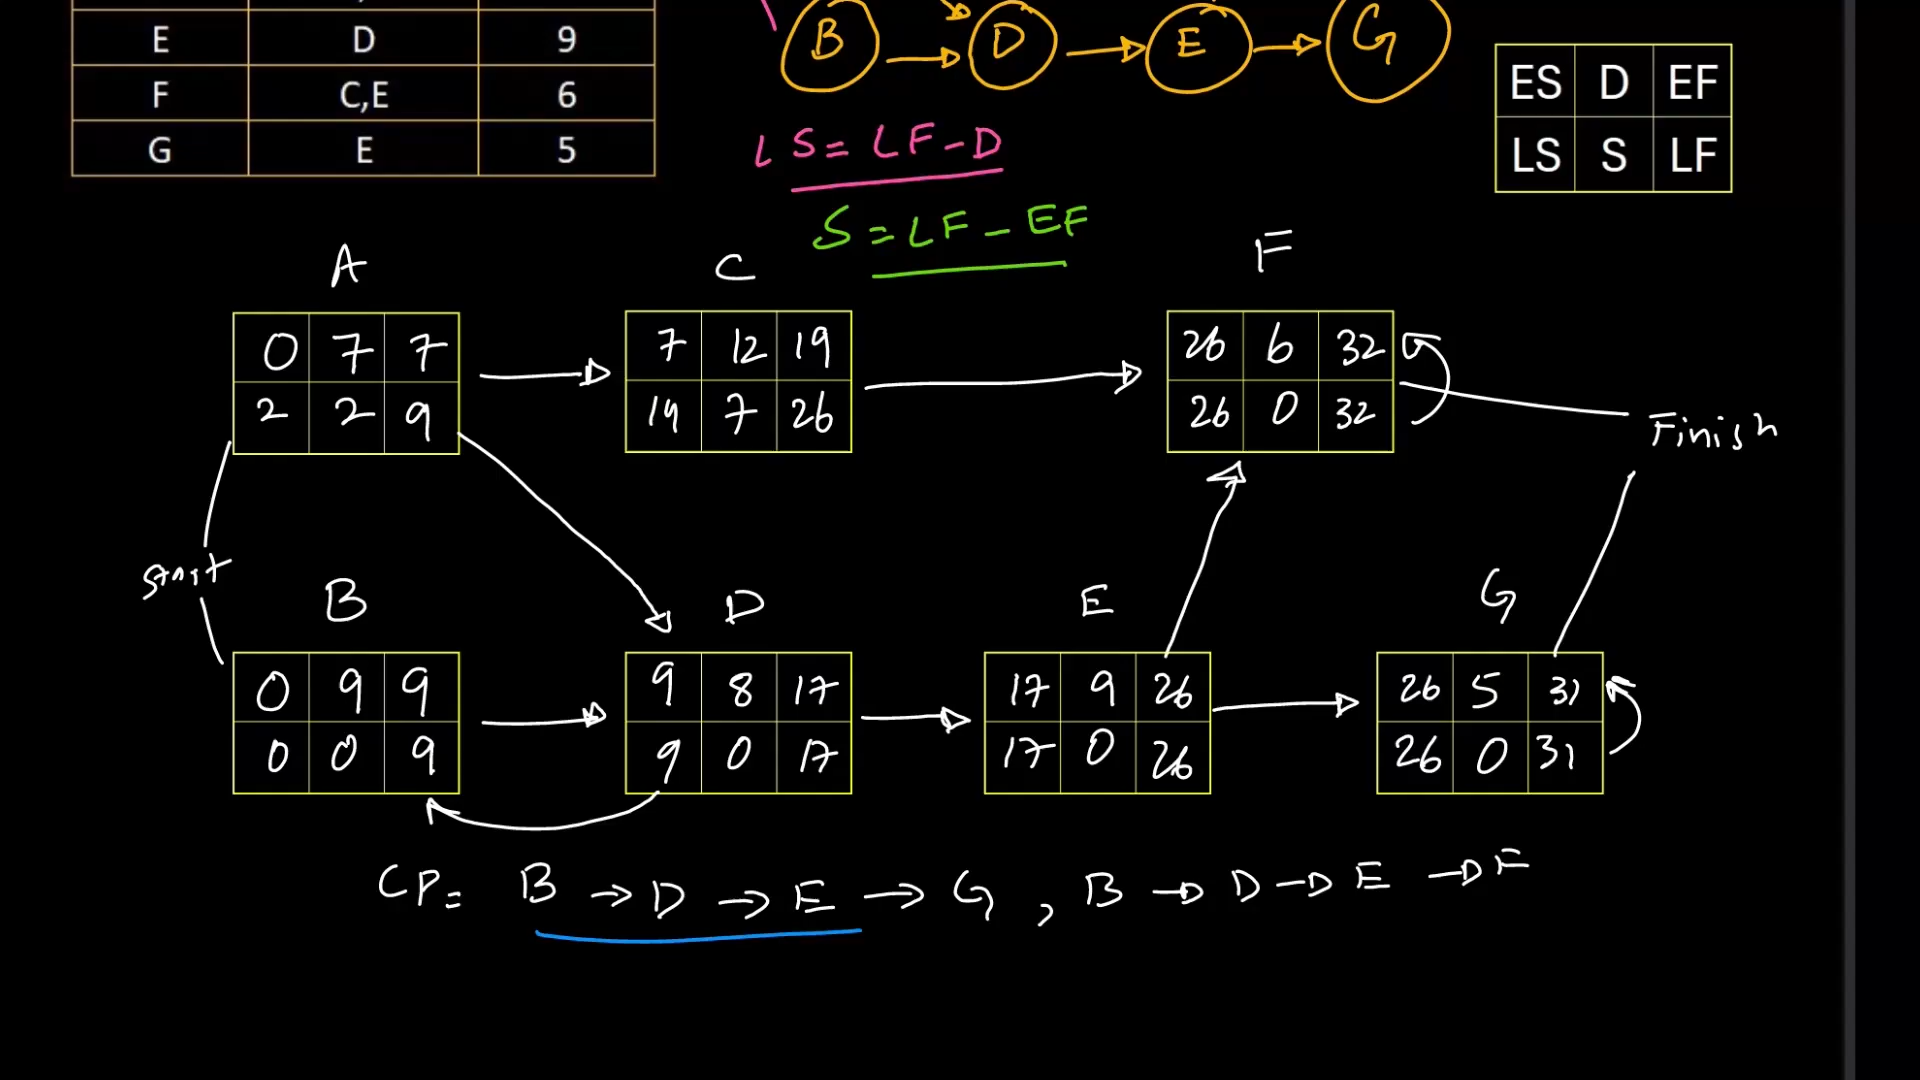 E D 9
F C,E 6
G E 5
B D E G
ES D EF
LS S LF
LS = LF - D
S = LF - EF
A C F
0 7 7
2 2 9
7 12 19
14 7 26
26 6 32
26 0 32
Finish
Start
B D E G
0 9 9
0 0 9
9 8 17
9 0 17
17 9 26
17 0 26
26 5 31
26 0 31
CP = B → D → E → G , B → D → E → F